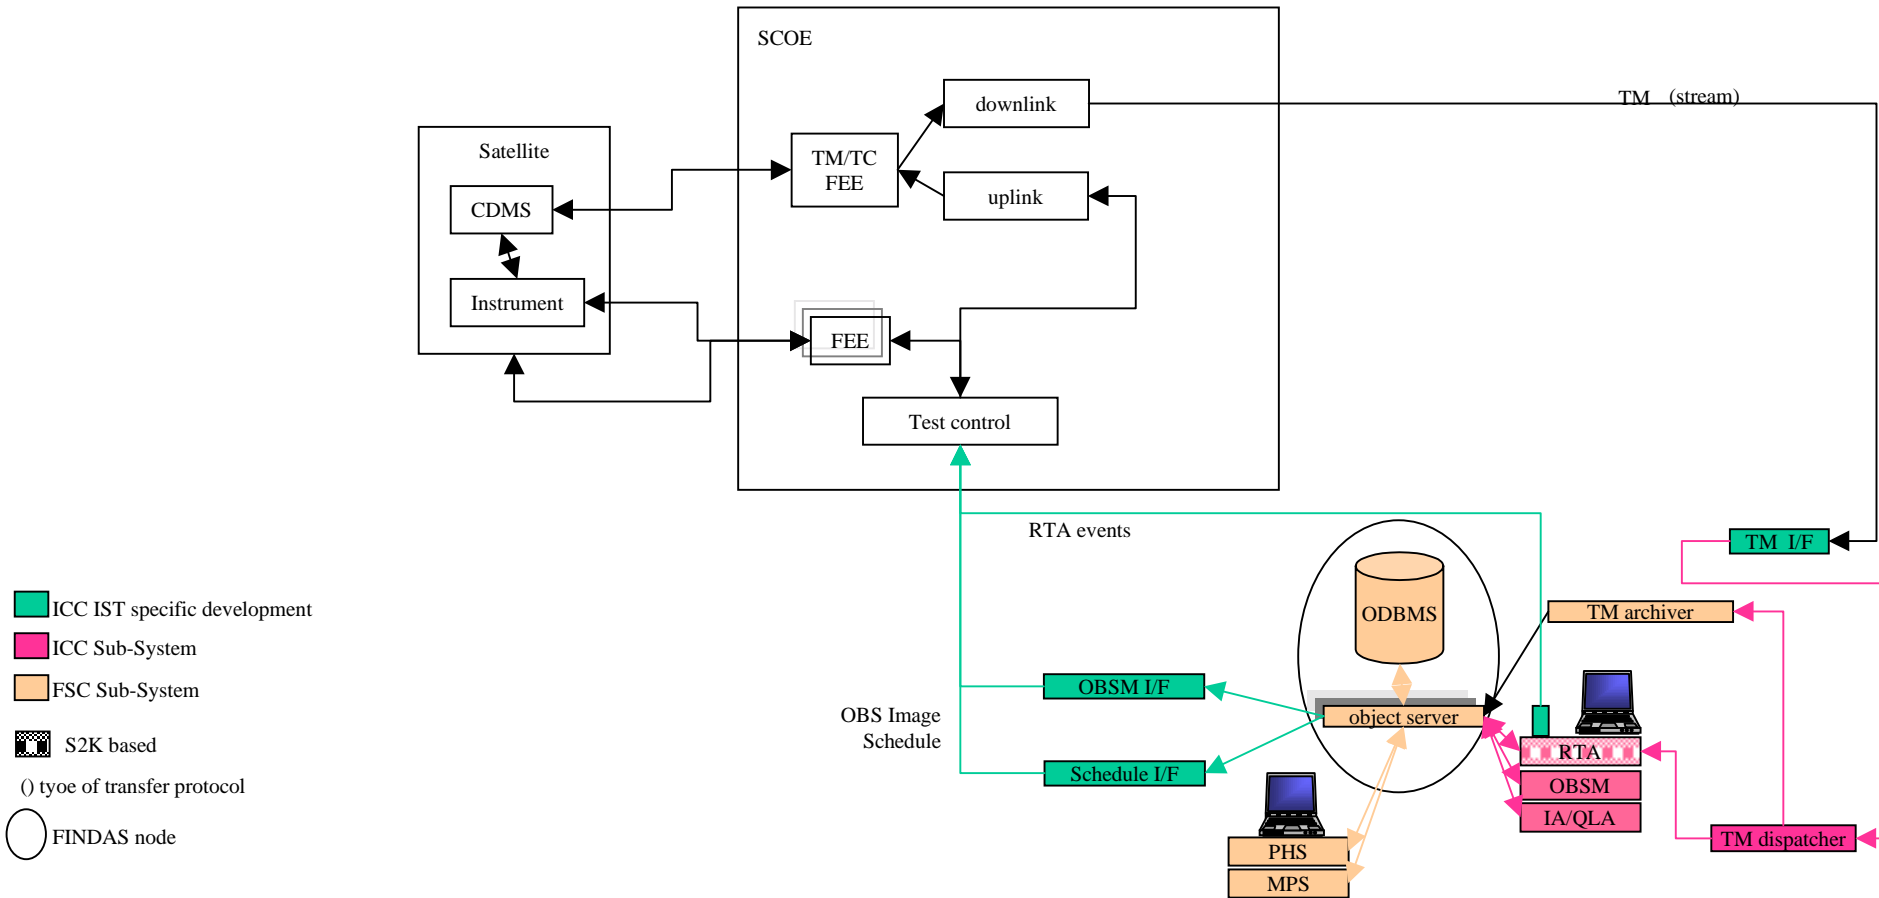 SCOE
downlink
TM (stream)
Satellite
TM/TC
FEE
CDMS
uplink
Instrument
FEE
Test control
RTA events
TM I/F
ODBMS
TM archiver
ICC IST specific development
ICC Sub-System
FSC Sub-System
S2K based
() tyoe of transfer protocol
FINDAS node
OBSM I/F
OBS Image
Schedule
object server
Schedule I/F
RTA
OBSM
IA/QLA
TM dispatcher
PHS
MPS